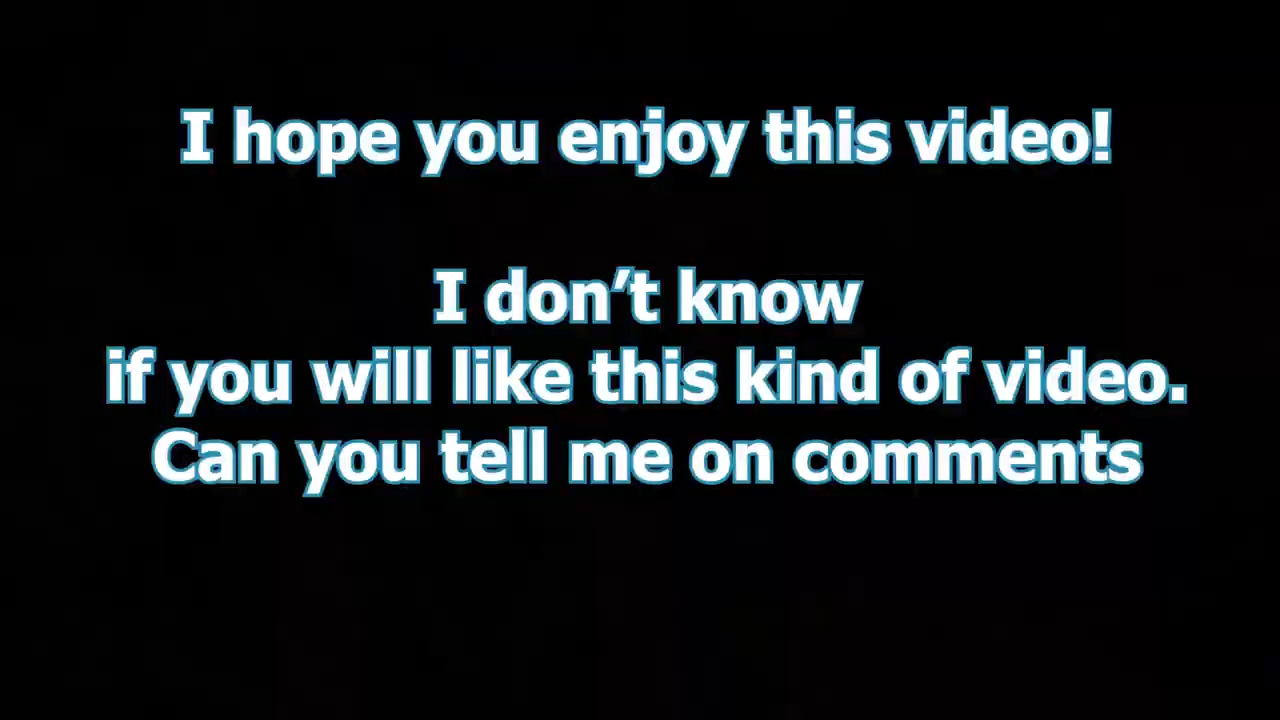 I hope you enjoy this video!
I don’t know
if you will like this kind of video.
Can you tell me on comments